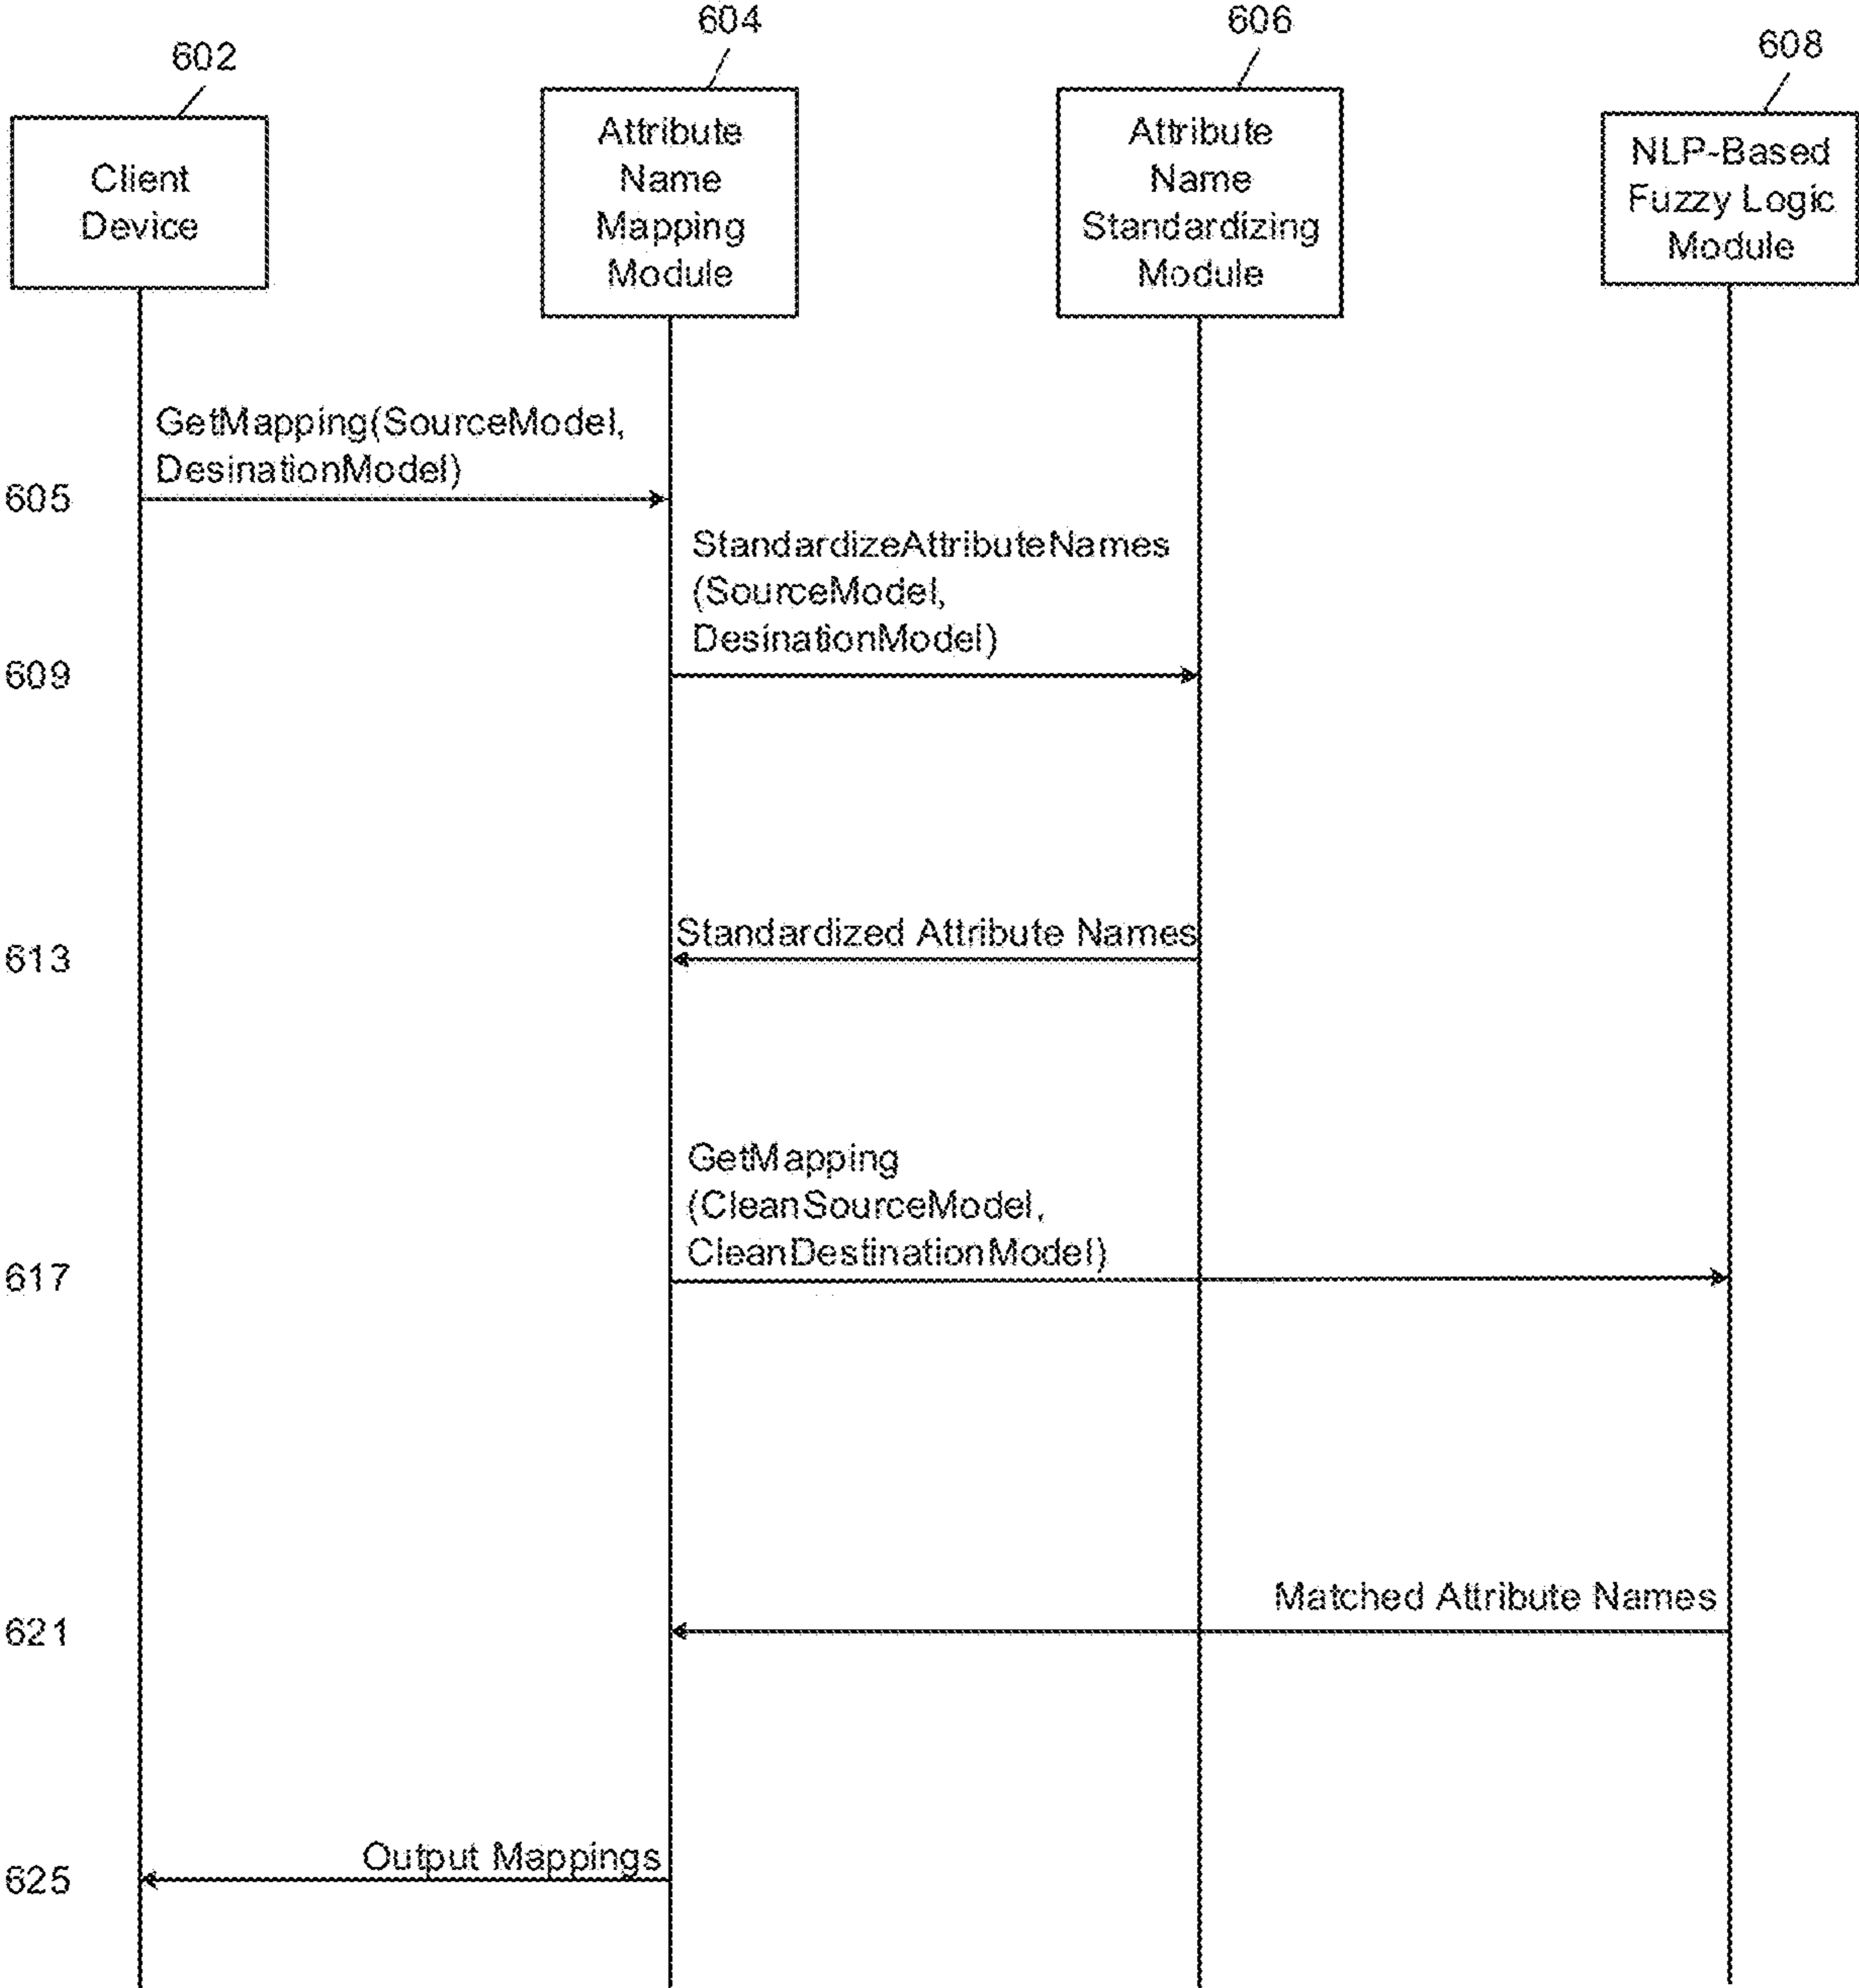 602
604
606
608
Client
Device
Attribute
Name
Mapping
Module
Attribute
Name
Standardizing
Module
NLP-Based
Fuzzy Logic
Module
GetMapping(SourceModel,
DesinationModel)
605
StandardizeAttributeNames
(SourceModel,
DesinationModel)
609
Standardized Attribute Names
613
GetMapping
(CleanSourceModel,
CleanDestinationModel)
617
Matched Attribute Names
621
Output Mappings
625